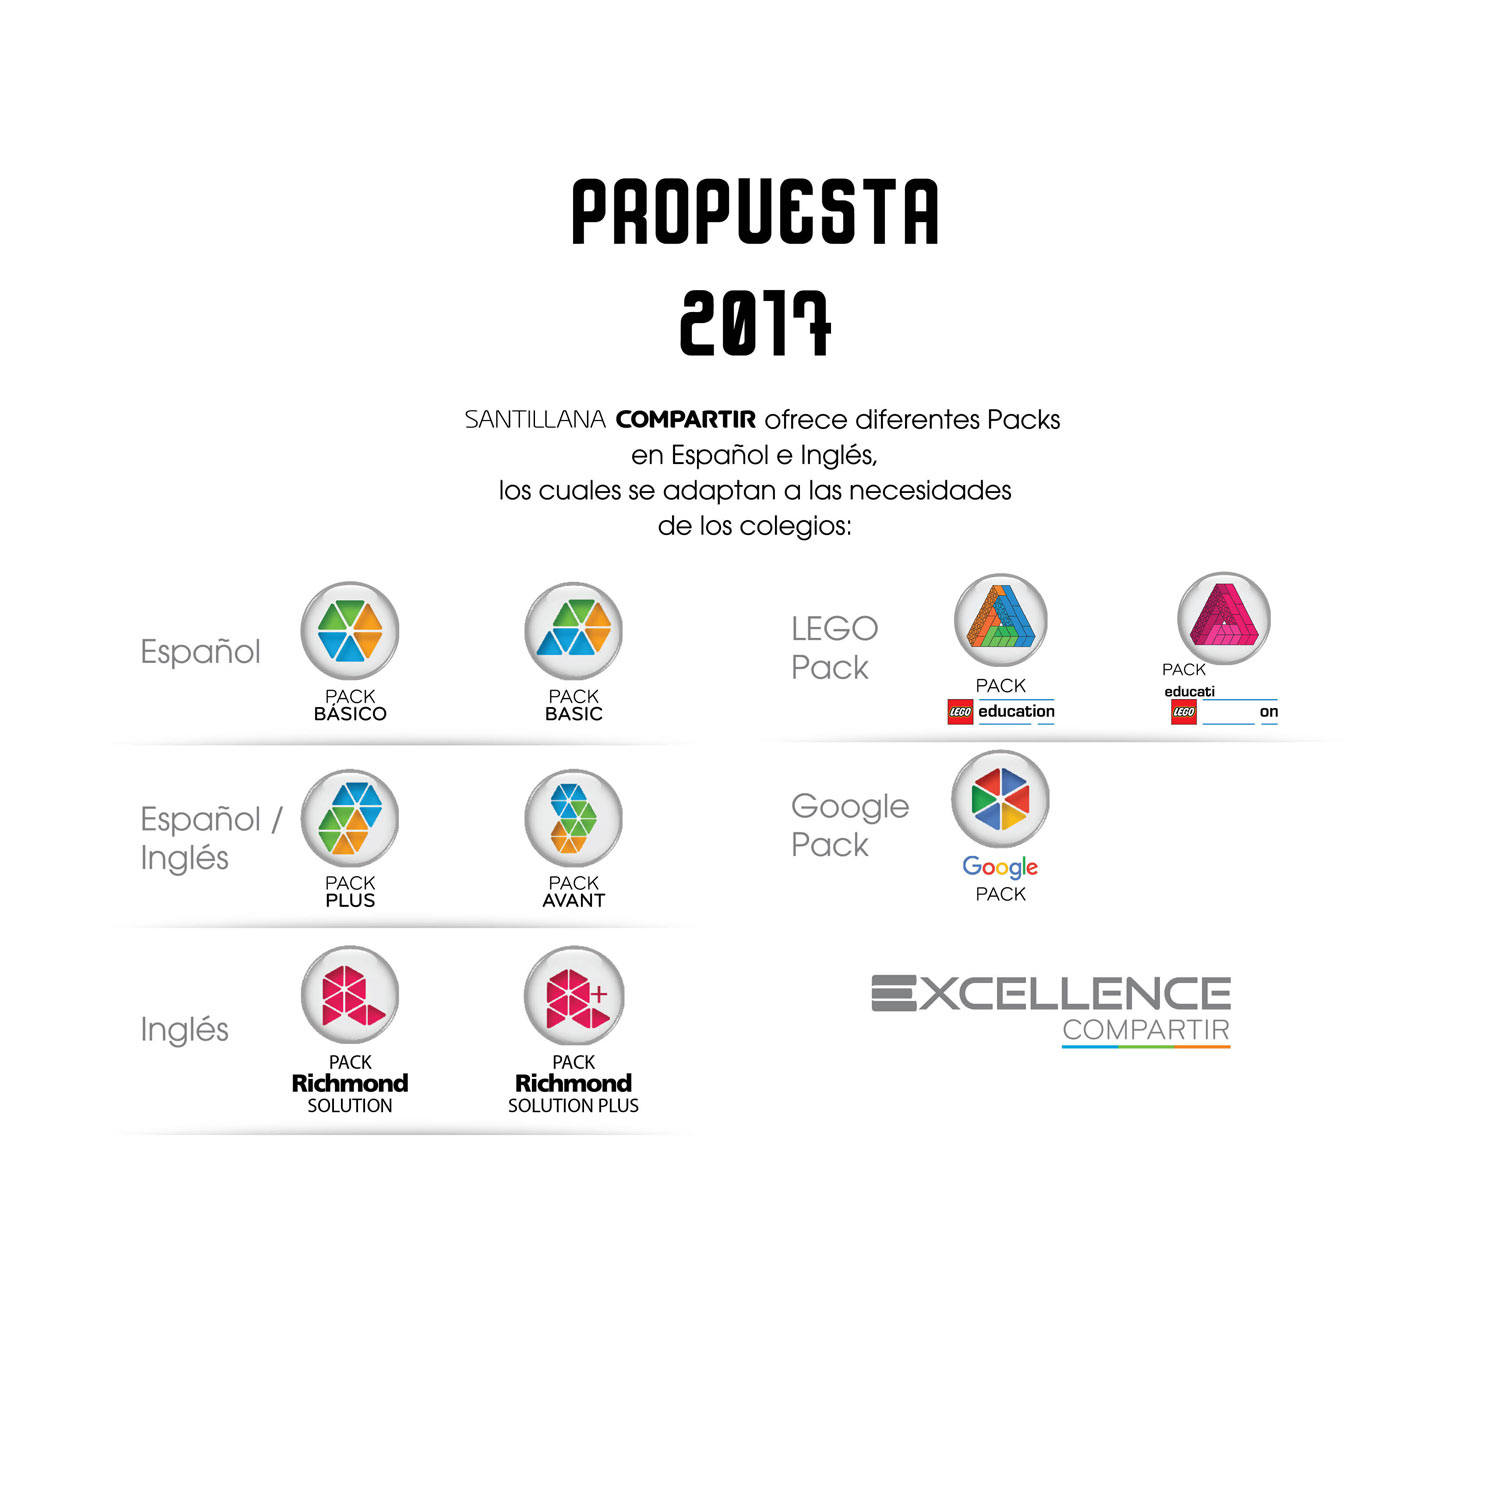 PROPUESTA
2017
SANTILLANA COMPARTIR ofrece diferentes Packs
en Español e Inglés,
los cuales se adaptan a las necesidades
de los colegios:
Español
PACK
BÁSICO
PACK
BASIC
Español /
Inglés
PACK
PLUS
PACK
AVANT
Inglés
PACK
Richmond
SOLUTION
+
PACK
Richmond
SOLUTION PLUS
LEGO
Pack
PACK
LEGO education
PACK
educati
LEGO on
Google
Pack
Google
PACK
EXCELLENCE
COMPARTIR